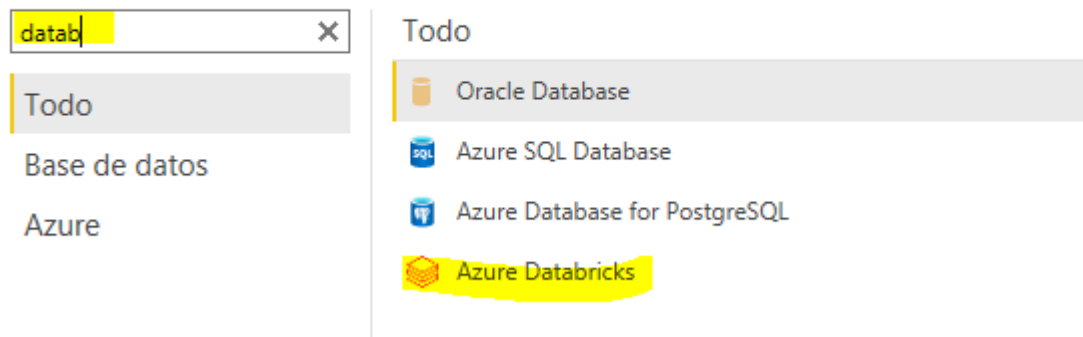 datab
Todo
Base de datos
Azure
Todo
Oracle Database
SQL
Azure SQL Database
Azure Database for PostgreSQL
Azure Databricks